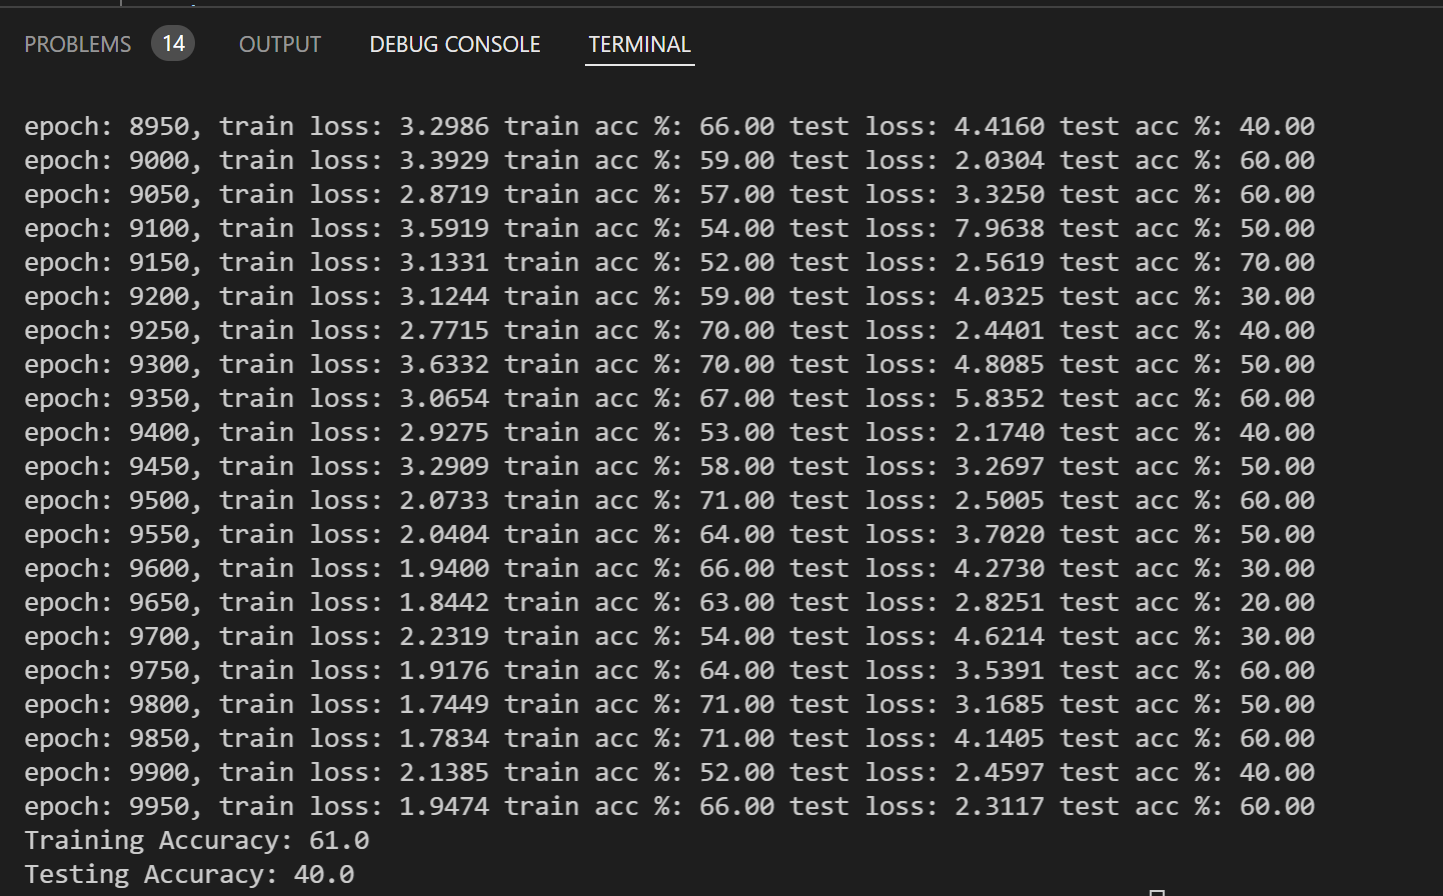 PROBLEMS 14 OUTPUT DEBUG CONSOLE TERMINAL
epoch: 8950, train loss: 3.2986 train acc %: 66.00 test loss: 4.4160 test acc %: 40.00
epoch: 9000, train loss: 3.3929 train acc %: 59.00 test loss: 2.0304 test acc %: 60.00
epoch: 9050, train loss: 2.8719 train acc %: 57.00 test loss: 3.3250 test acc %: 60.00
epoch: 9100, train loss: 3.5919 train acc %: 54.00 test loss: 7.9638 test acc %: 50.00
epoch: 9150, train loss: 3.1331 train acc %: 52.00 test loss: 2.5619 test acc %: 70.00
epoch: 9200, train loss: 3.1244 train acc %: 59.00 test loss: 4.0325 test acc %: 30.00
epoch: 9250, train loss: 2.7715 train acc %: 70.00 test loss: 2.4401 test acc %: 40.00
epoch: 9300, train loss: 3.6332 train acc %: 70.00 test loss: 4.8085 test acc %: 50.00
epoch: 9350, train loss: 3.0654 train acc %: 67.00 test loss: 5.8352 test acc %: 60.00
epoch: 9400, train loss: 2.9275 train acc %: 53.00 test loss: 2.1740 test acc %: 40.00
epoch: 9450, train loss: 3.2909 train acc %: 58.00 test loss: 3.2697 test acc %: 50.00
epoch: 9500, train loss: 2.0733 train acc %: 71.00 test loss: 2.5005 test acc %: 60.00
epoch: 9550, train loss: 2.0404 train acc %: 64.00 test loss: 3.7020 test acc %: 50.00
epoch: 9600, train loss: 1.9400 train acc %: 66.00 test loss: 4.2730 test acc %: 30.00
epoch: 9650, train loss: 1.8442 train acc %: 63.00 test loss: 2.8251 test acc %: 20.00
epoch: 9700, train loss: 2.2319 train acc %: 54.00 test loss: 4.6214 test acc %: 30.00
epoch: 9750, train loss: 1.9176 train acc %: 64.00 test loss: 3.5391 test acc %: 60.00
epoch: 9800, train loss: 1.7449 train acc %: 71.00 test loss: 3.1685 test acc %: 50.00
epoch: 9850, train loss: 1.7834 train acc %: 71.00 test loss: 4.1405 test acc %: 60.00
epoch: 9900, train loss: 2.1385 train acc %: 52.00 test loss: 2.4597 test acc %: 40.00
epoch: 9950, train loss: 1.9474 train acc %: 66.00 test loss: 2.3117 test acc %: 60.00
Training Accuracy: 61.0
Testing Accuracy: 40.0